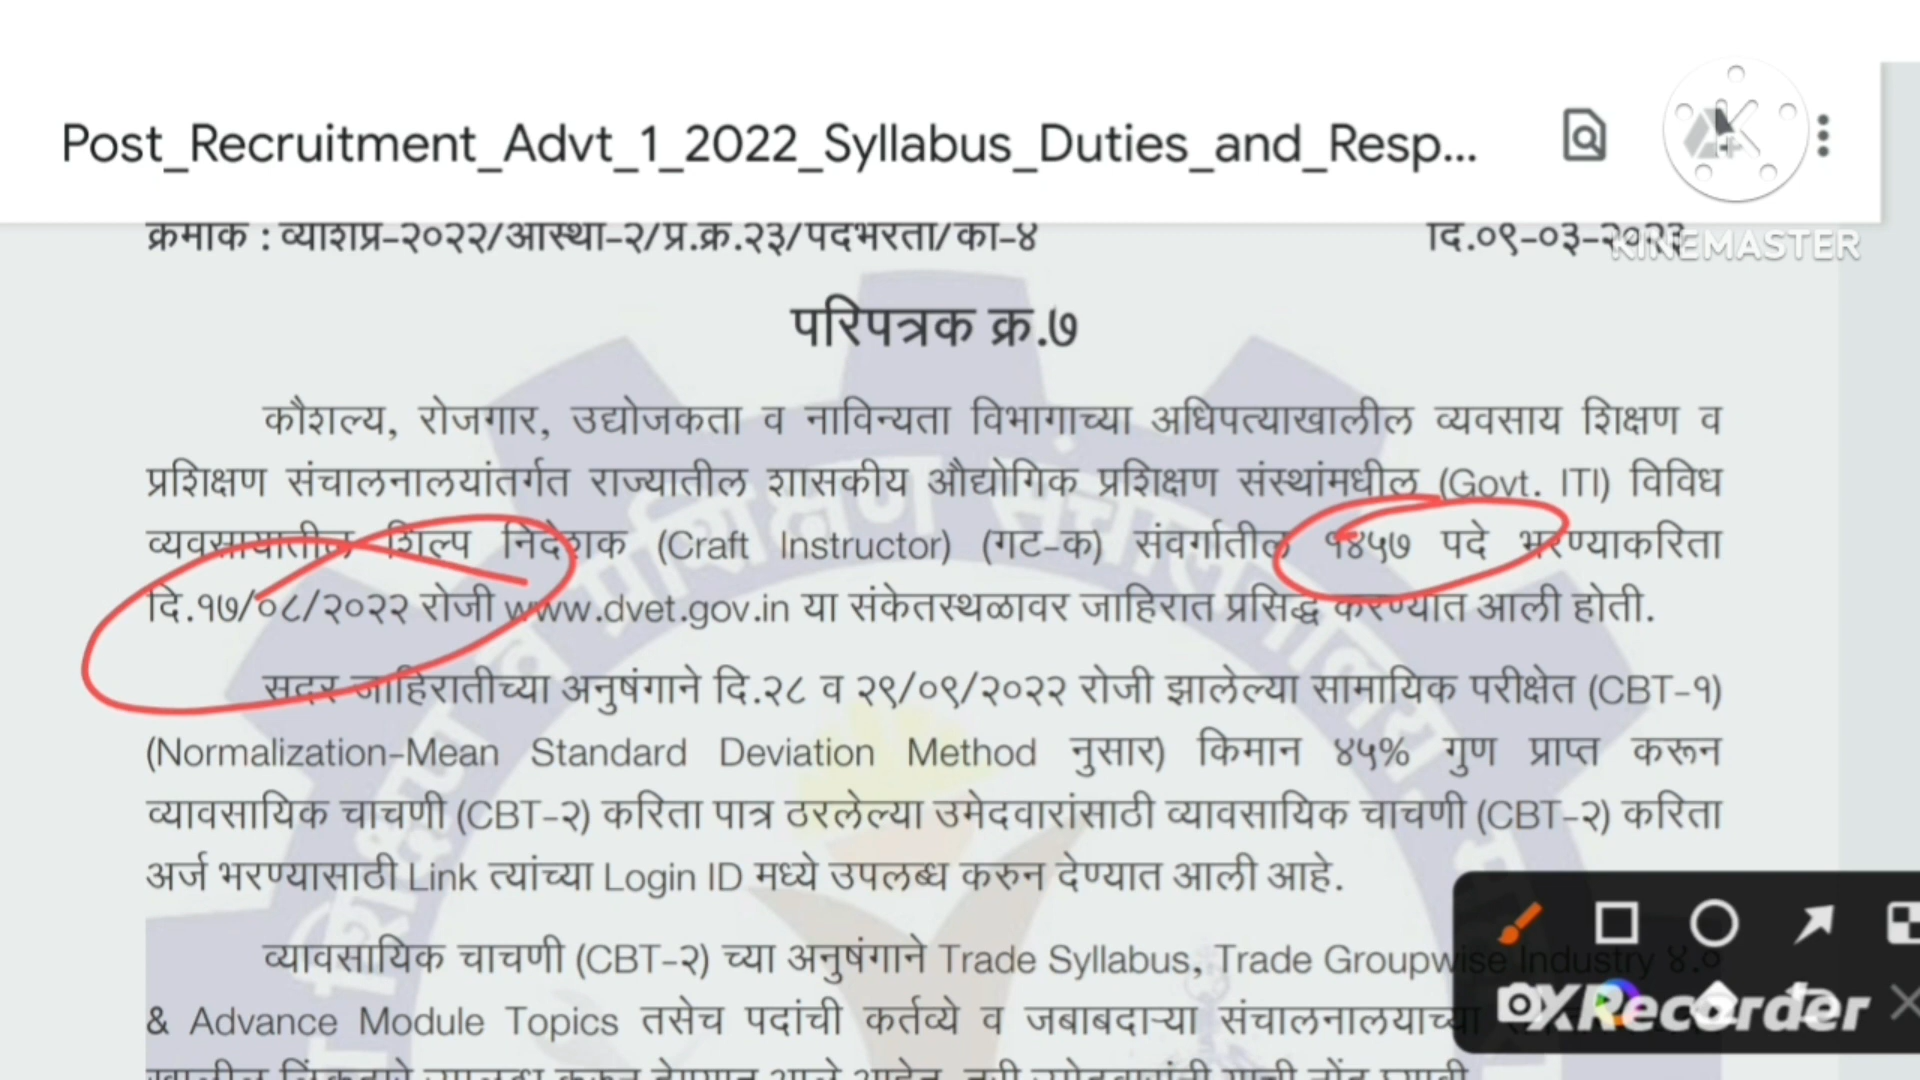 Post_Recruitment_Advt_1_2022_Syllabus_Duties_and_Resp...
क्रमांक : व्याशिप्र-२०२२/आस्था-२/प्र.क्र.२३/पदभरती/का-४ दि.०९-०३-२०२३
KINEMASTER
परिपत्रक क्र.७
कौशल्य, रोजगार, उद्योजकता व नाविन्यता विभागाच्या अधिपत्याखालील व्यवसाय शिक्षण व
प्रशिक्षण संचालनालयांतर्गत राज्यातील शासकीय औद्योगिक प्रशिक्षण संस्थांमधील (Govt. ITI) विविध
व्यवसायातील शिल्प निदेशक (Craft Instructor) (गट-क) संवर्गातील १४५७ पदे भरण्याकरिता
दि.१७/०८/२०२२ रोजी www.dvet.gov.in या संकेतस्थळावर जाहिरात प्रसिद्ध करण्यात आली होती.
सदर जाहिरातीच्या अनुषंगाने दि.२८ व २९/०९/२०२२ रोजी झालेल्या सामायिक परीक्षेत (CBT-१)
(Normalization-Mean Standard Deviation Method नुसार) किमान ४५% गुण प्राप्त करून
व्यावसायिक चाचणी (CBT-२) करिता पात्र ठरलेल्या उमेदवारांसाठी व्यावसायिक चाचणी (CBT-२) करिता
अर्ज भरण्यासाठी Link त्यांच्या Login ID मध्ये उपलब्ध करुन देण्यात आली आहे.
व्यावसायिक चाचणी (CBT-२) च्या अनुषंगाने Trade Syllabus, Trade Groupwise Industry ४.०
& Advance Module Topics तसेच पदांची कर्तव्ये व जबाबदाऱ्या संचालनालयाच्या
XRecorder